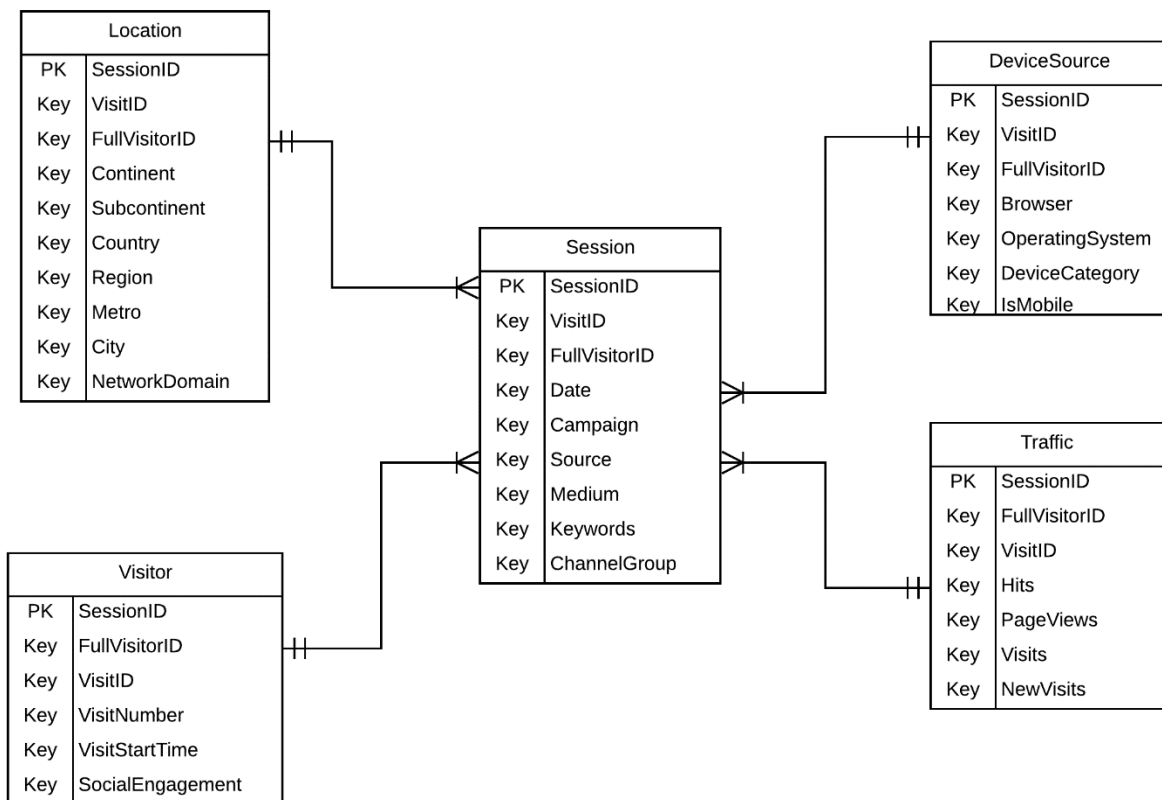 Location
PK SessionID
Key VisitID
Key FullVisitorID
Key Continent
Key Subcontinent
Key Country
Key Region
Key Metro
Key City
Key NetworkDomain
Visitor
PK SessionID
Key FullVisitorID
Key VisitID
Key VisitNumber
Key VisitStartTime
Key SocialEngagement
Session
PK SessionID
Key VisitID
Key FullVisitorID
Key Date
Key Campaign
Key Source
Key Medium
Key Keywords
Key ChannelGroup
DeviceSource
PK SessionID
Key VisitID
Key FullVisitorID
Key Browser
Key OperatingSystem
Key DeviceCategory
Key IsMobile
Traffic
PK SessionID
Key FullVisitorID
Key VisitID
Key Hits
Key PageViews
Key Visits
Key NewVisits